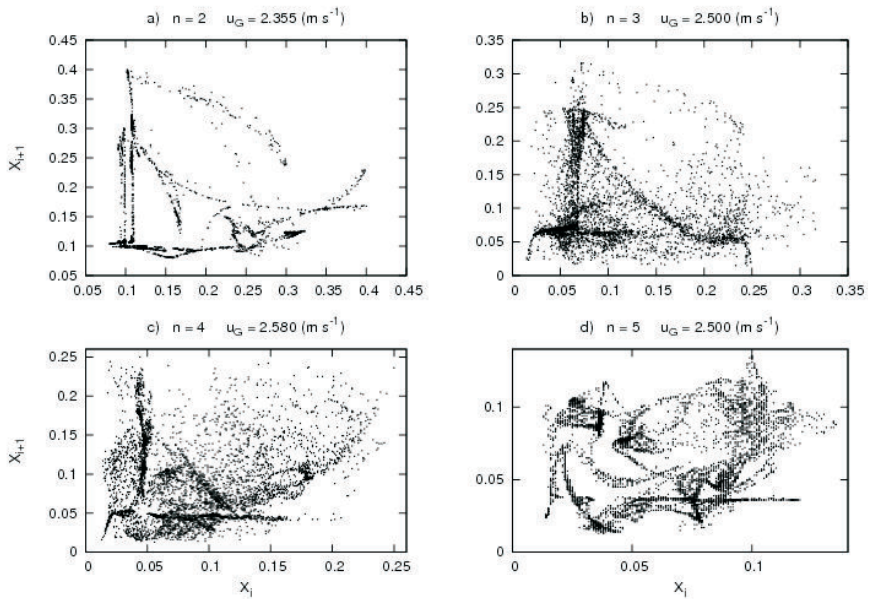 a) n = 2 u_G = 2.355 (m s⁻¹)
b) n = 3 u_G = 2.500 (m s⁻¹)
0.45
0.4
0.35
0.3
0.25
0.2
0.15
0.1
0.05
X_{i+1}
0.05 0.1 0.15 0.2 0.25 0.3 0.35 0.4 0.45
0.35
0.3
0.25
0.2
0.15
0.1
0.05
0
0 0.05 0.1 0.15 0.2 0.25 0.3 0.35
c) n = 4 u_G = 2.580 (m s⁻¹)
d) n = 5 u_G = 2.500 (m s⁻¹)
0.25
0.2
0.15
0.1
0.05
0
X_{i+1}
0 0.05 0.1 0.15 0.2 0.25
X_i
0.1
0.05
0
0 0.05 0.1
X_i